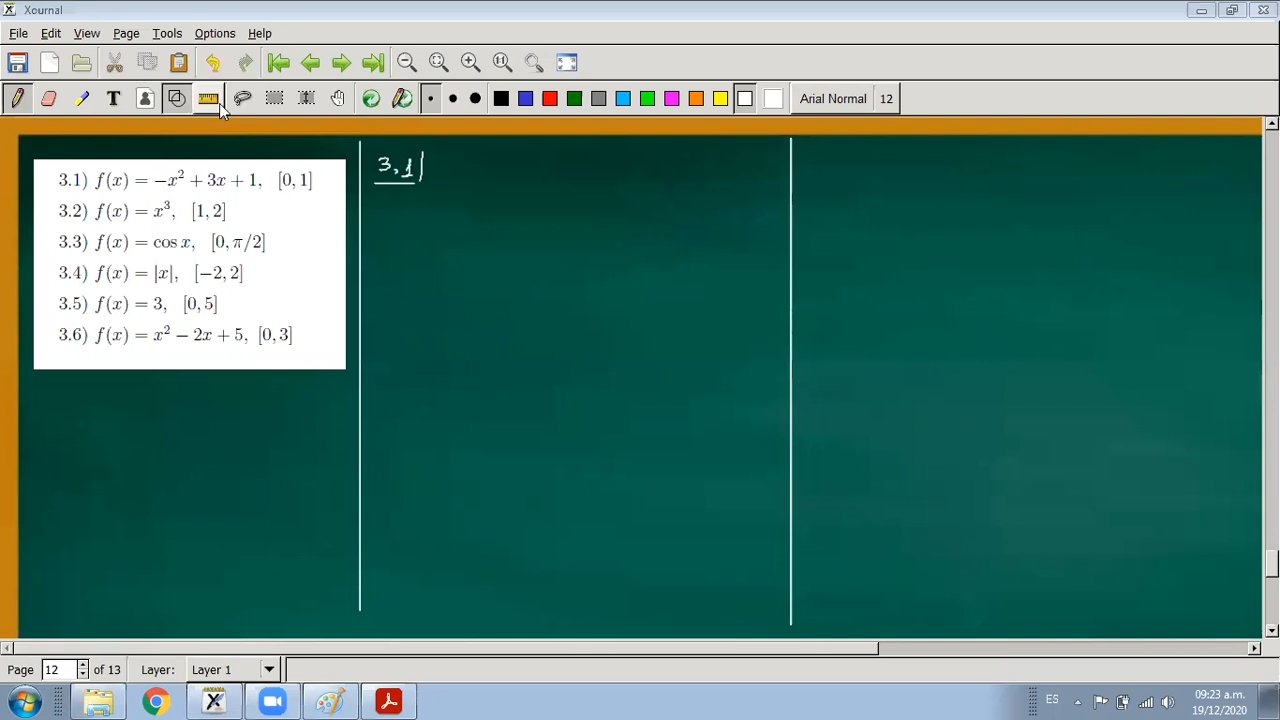 Xournal
File Edit View Page Tools Options Help
T Arial Normal 12
3.1) f(x) = −x² + 3x + 1, [0, 1]
3.2) f(x) = x³, [1, 2]
3.3) f(x) = cos x, [0, π/2]
3.4) f(x) = |x|, [−2, 2]
3.5) f(x) = 3, [0, 5]
3.6) f(x) = x² − 2x + 5, [0, 3]
3,1|
Page 12 of 13 Layer: Layer 1
ES 09:23 a.m.
19/12/2020